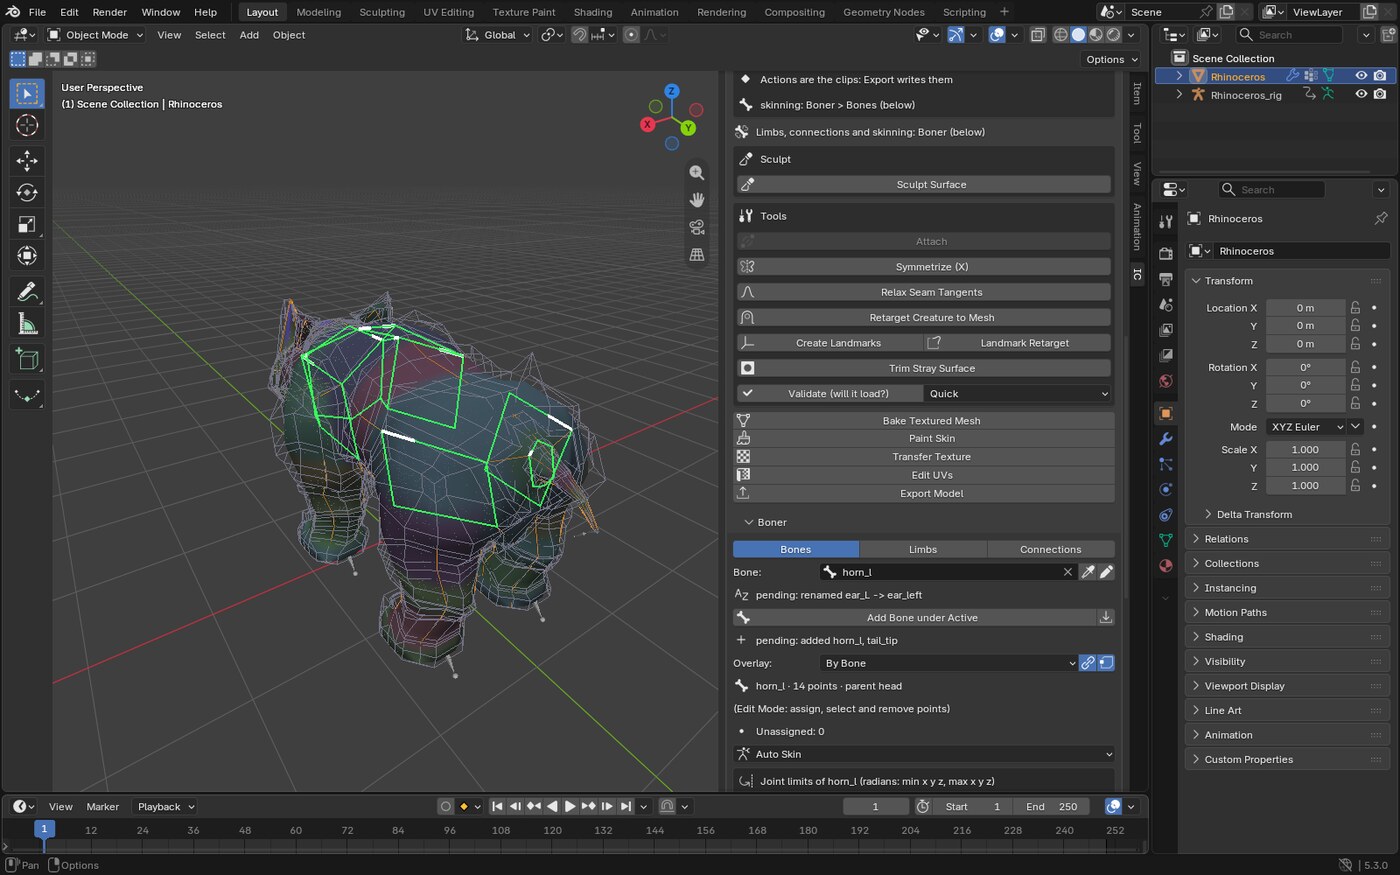 File Edit Render Window Help Layout Modeling Sculpting UV Editing Texture Paint Shading Animation Rendering Compositing Geometry Nodes Scripting Scene ViewLayer
Object Mode View Select Add Object Global Search
Options
User Perspective
(1) Scene Collection | Rhinoceros
Z
X
Y
Actions are the clips: Export writes them
skinning: Boner > Bones (below)
Limbs, connections and skinning: Boner (below)
Sculpt
Sculpt Surface
Tools
Attach
Symmetrize (X)
Relax Seam Tangents
Retarget Creature to Mesh
Create Landmarks Landmark Retarget
Trim Stray Surface
Validate (will it load?) Quick
Bake Textured Mesh
Paint Skin
Transfer Texture
Edit UVs
Export Model
Boner
Bones Limbs Connections
Bone: horn_l
pending: renamed ear_L -> ear_left
Add Bone under Active
pending: added horn_l, tail_tip
Overlay: By Bone
horn_l · 14 points · parent head
(Edit Mode: assign, select and remove points)
Unassigned: 0
Auto Skin
Joint limits of horn_l (radians: min x y z, max x y z)
Item
Tool
View
Animation
IC
Scene Collection
Rhinoceros
Rhinoceros_rig
Search
Rhinoceros
Rhinoceros
Transform
Location X 0 m
Y 0 m
Z 0 m
Rotation X 0°
Y 0°
Z 0°
Mode XYZ Euler
Scale X 1.000
Y 1.000
Z 1.000
Delta Transform
Relations
Collections
Instancing
Motion Paths
Shading
Visibility
Viewport Display
Line Art
Animation
Custom Properties
View Marker Playback 1 Start 1 End 250
1 12 24 36 48 60 72 84 96 108 120 132 144 156 168 180 192 204 216 228 240 252
Pan Options 5.3.0